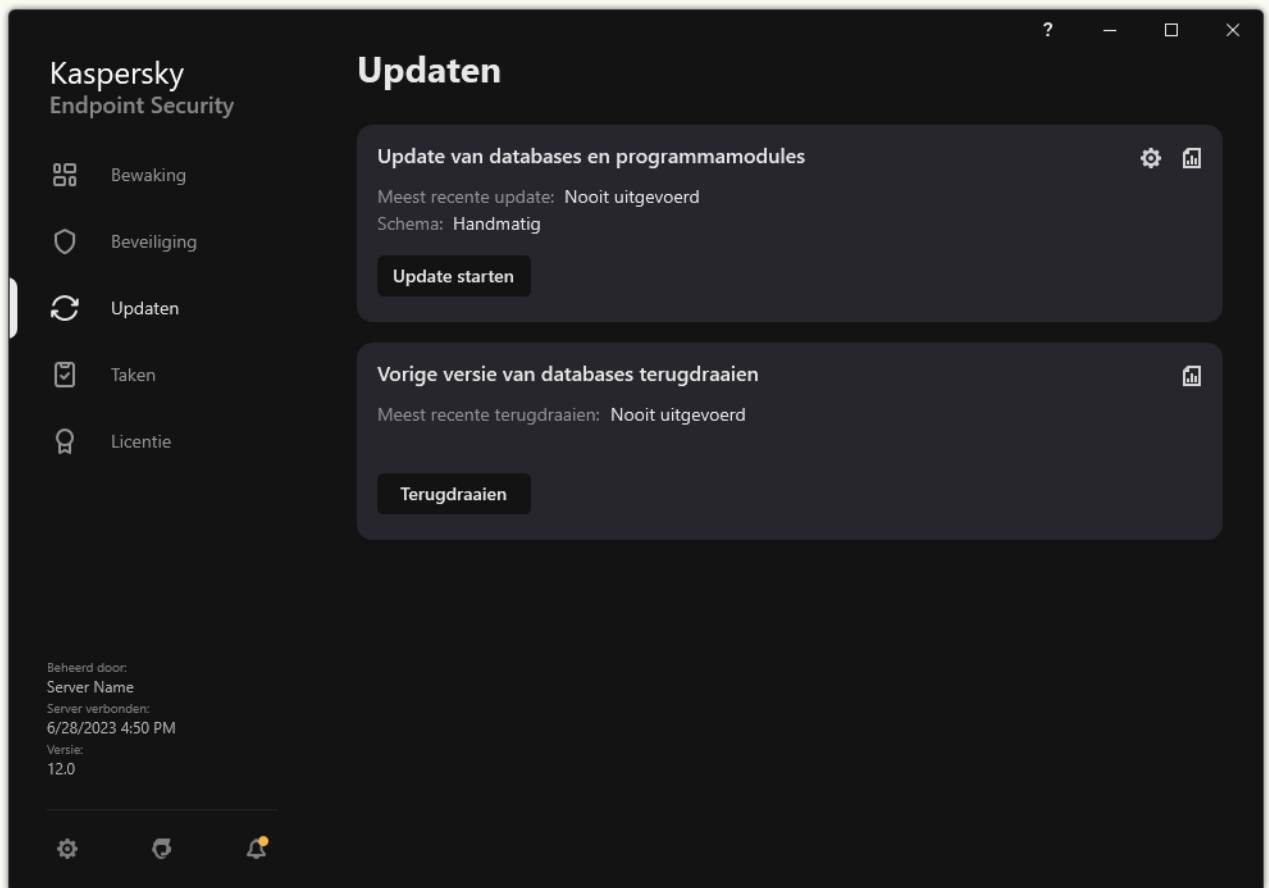 ?
Kaspersky
Endpoint Security
Bewaking
Beveiliging
Updaten
Taken
Licentie
Beheerd door:
Server Name
Server verbonden:
6/28/2023 4:50 PM
Versie:
12.0
Updaten
Update van databases en programmamodules
Meest recente update: Nooit uitgevoerd
Schema: Handmatig
Update starten
Vorige versie van databases terugdraaien
Meest recente terugdraaien: Nooit uitgevoerd
Terugdraaien